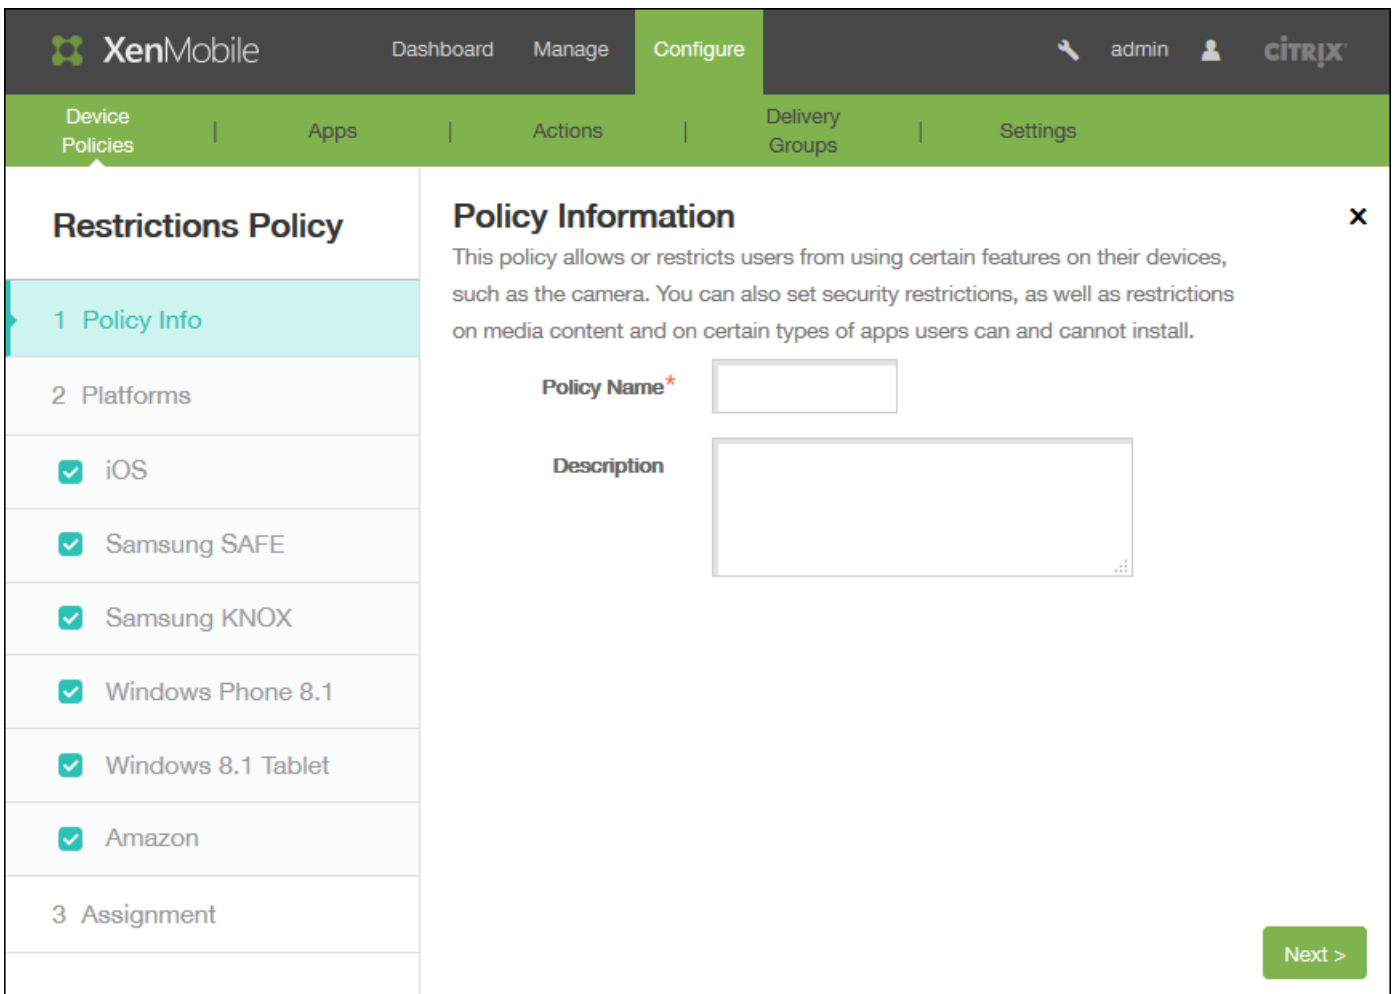 XenMobile Dashboard Manage Configure admin CITRIX
Device Policies | Apps | Actions | Delivery Groups | Settings
Restrictions Policy
1 Policy Info
2 Platforms
iOS
Samsung SAFE
Samsung KNOX
Windows Phone 8.1
Windows 8.1 Tablet
Amazon
3 Assignment
Policy Information
This policy allows or restricts users from using certain features on their devices,
such as the camera. You can also set security restrictions, as well as restrictions
on media content and on certain types of apps users can and cannot install.
Policy Name*
Description
Next >